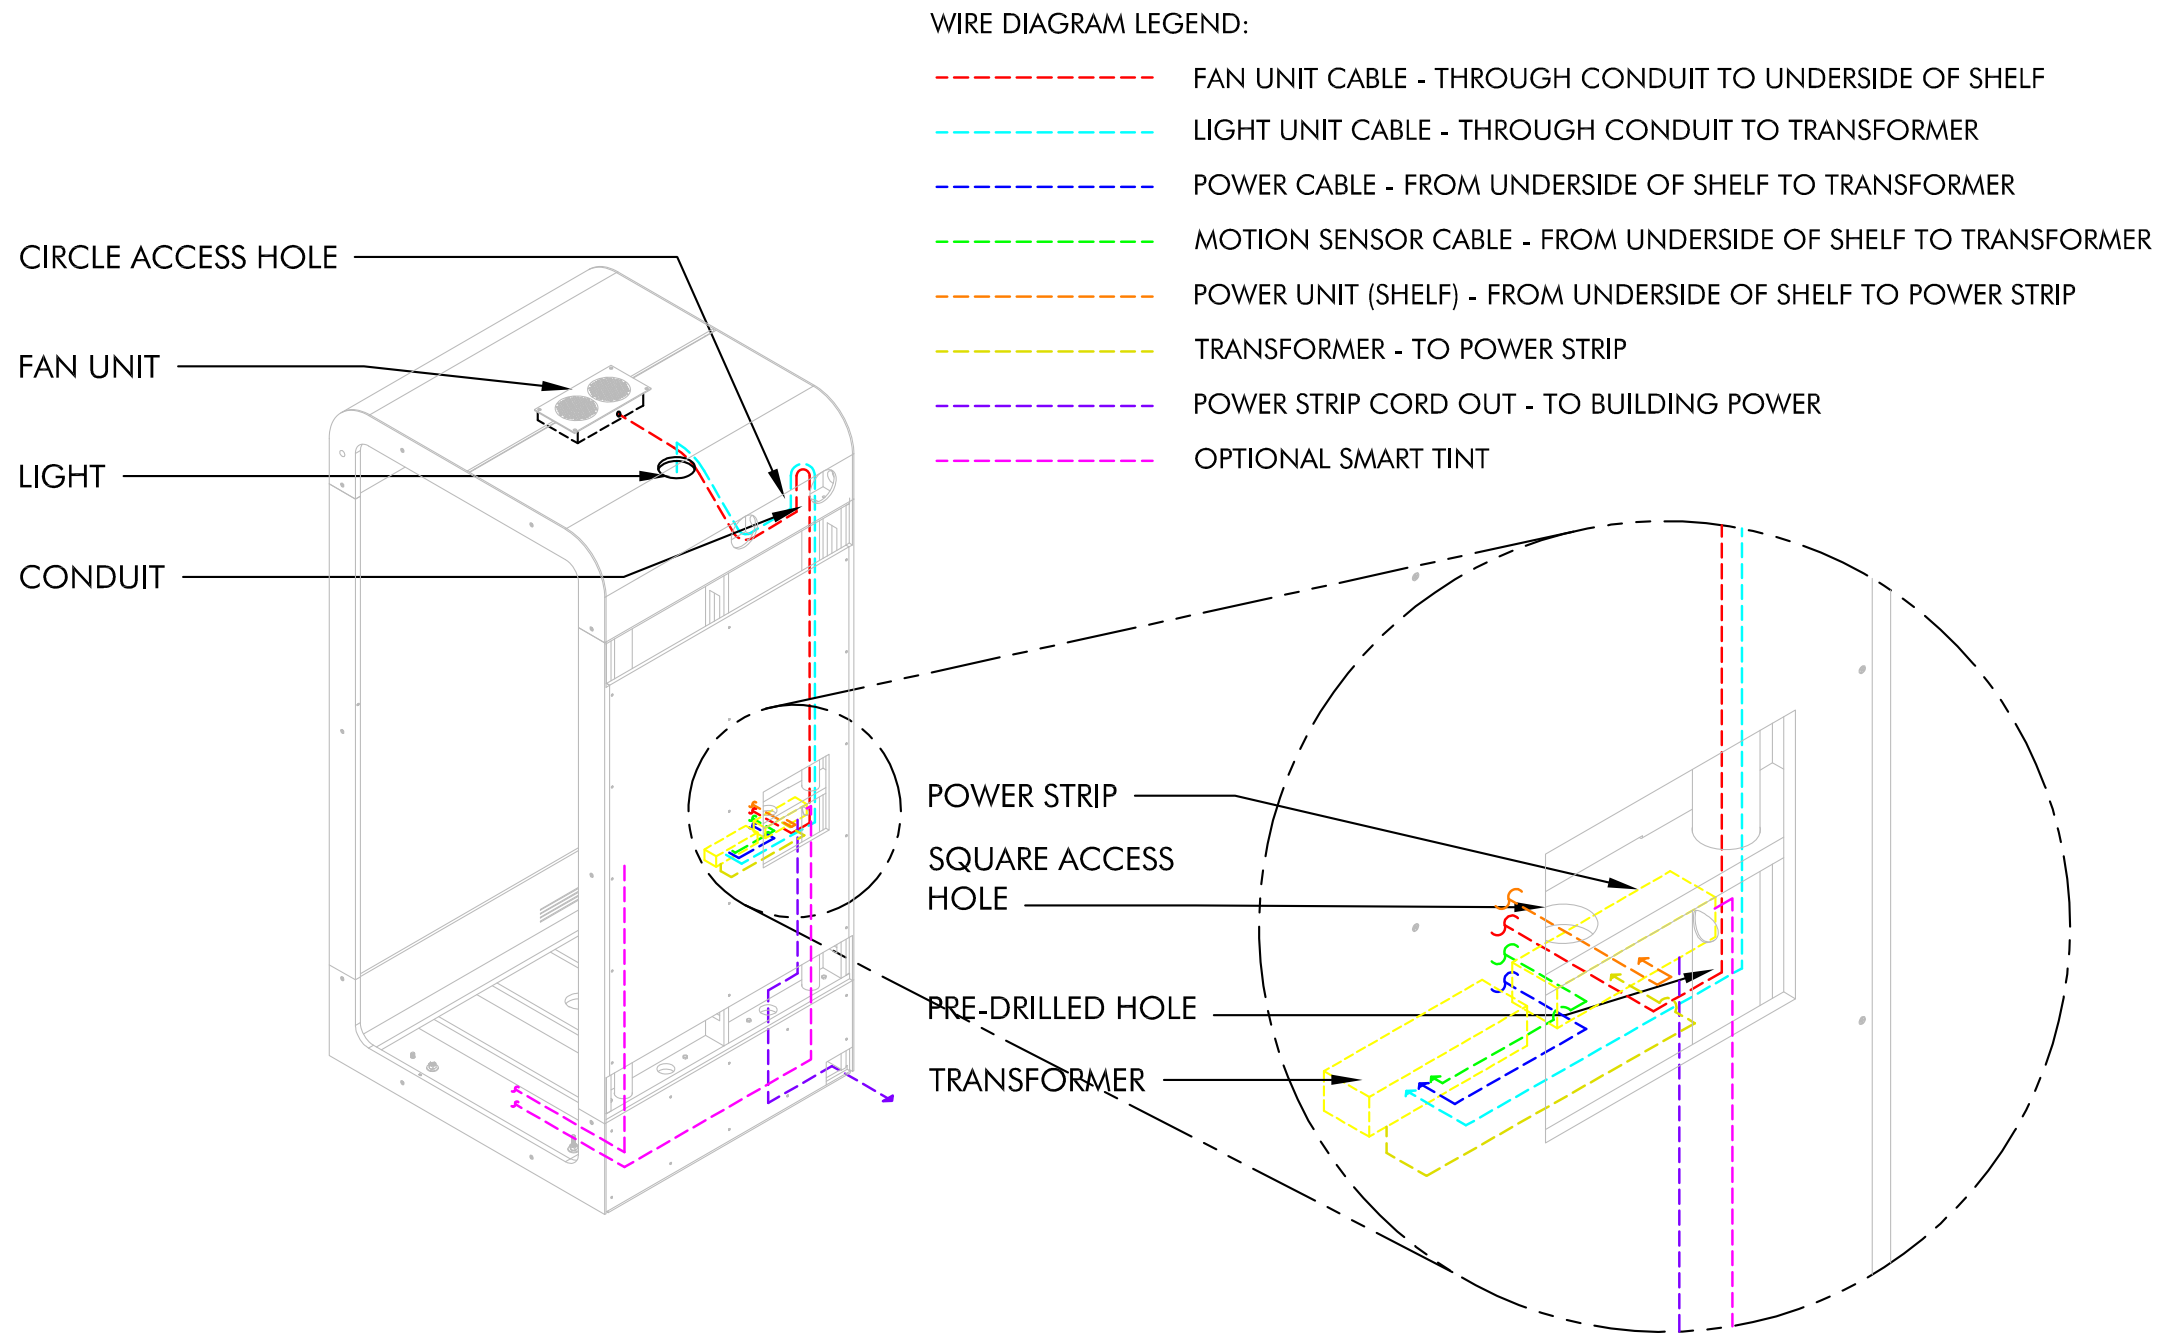 WIRE DIAGRAM LEGEND:
FAN UNIT CABLE - THROUGH CONDUIT TO UNDERSIDE OF SHELF
LIGHT UNIT CABLE - THROUGH CONDUIT TO TRANSFORMER
POWER CABLE - FROM UNDERSIDE OF SHELF TO TRANSFORMER
MOTION SENSOR CABLE - FROM UNDERSIDE OF SHELF TO TRANSFORMER
POWER UNIT (SHELF) - FROM UNDERSIDE OF SHELF TO POWER STRIP
TRANSFORMER - TO POWER STRIP
POWER STRIP CORD OUT - TO BUILDING POWER
OPTIONAL SMART TINT
CIRCLE ACCESS HOLE
FAN UNIT
LIGHT
CONDUIT
POWER STRIP
SQUARE ACCESS
HOLE
PRE-DRILLED HOLE
TRANSFORMER